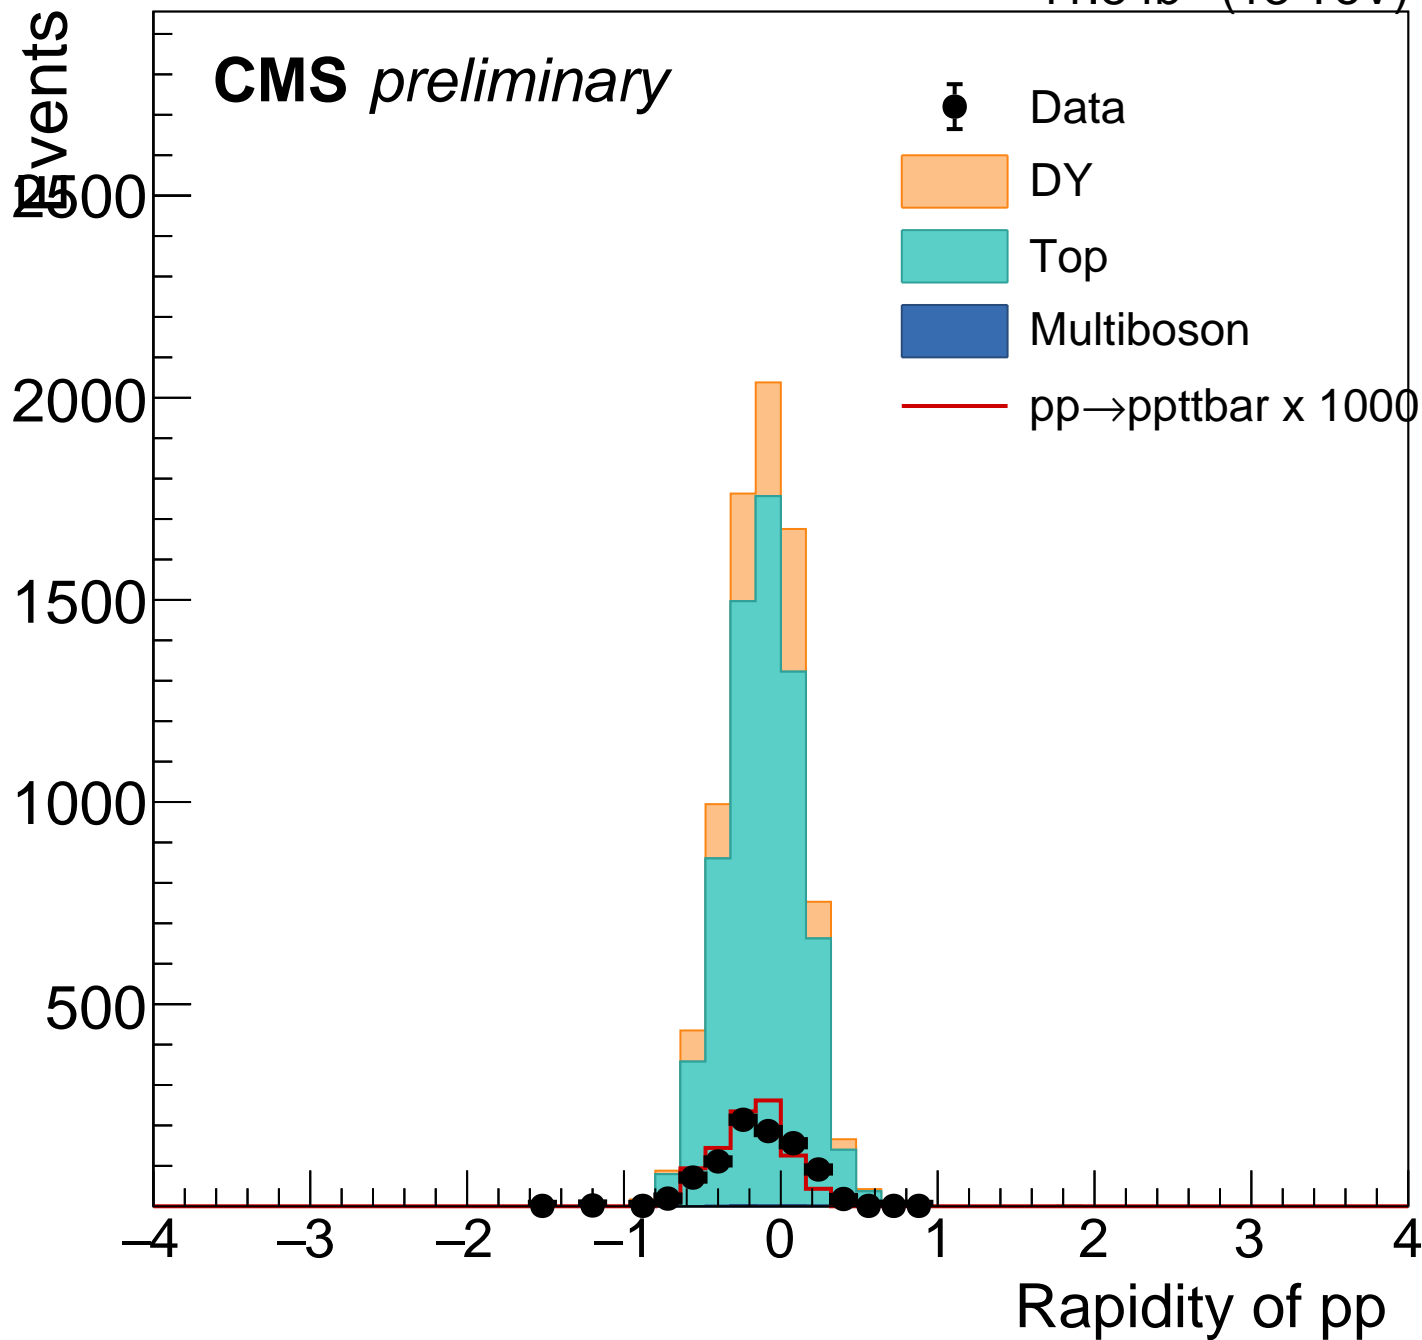 CMS preliminary
Events
Data
DY
Top
Multiboson
pp→ppttbar x 1000
2500
2000
1500
1000
500
–4 –3 –2 –1 0 1 2 3 4
Rapidity of pp